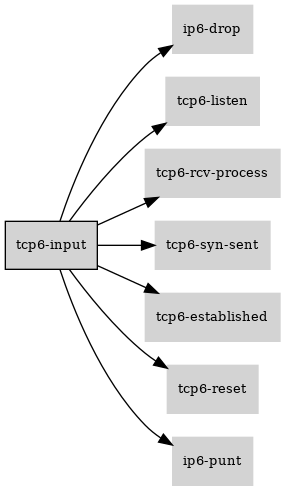 ip6-drop
tcp6-listen
tcp6-rcv-process
tcp6-input
tcp6-syn-sent
tcp6-established
tcp6-reset
ip6-punt